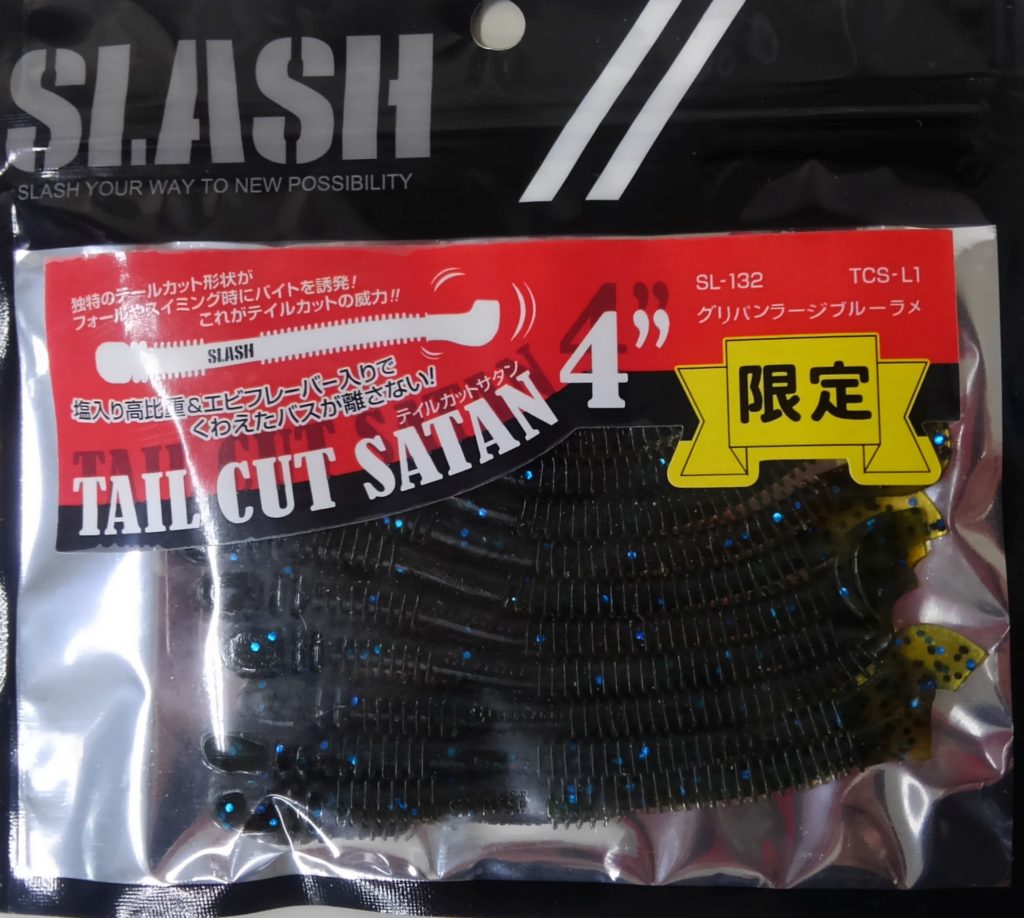 SLASH
SLASH YOUR WAY TO NEW POSSIBILITY
独特のテールカット形状が
フォールやスイミング時にバイトを誘発!
これがテイルカットの威力!!
SLASH
塩入り高比重&エビフレーバー入りで
くわえたバスが離さない!
テイルカットサタン
TAIL CUT SATAN 4”
TAIL CUT SATAN 4”
SL-132 TCS-L1
グリパンラージブルーラメ
限定